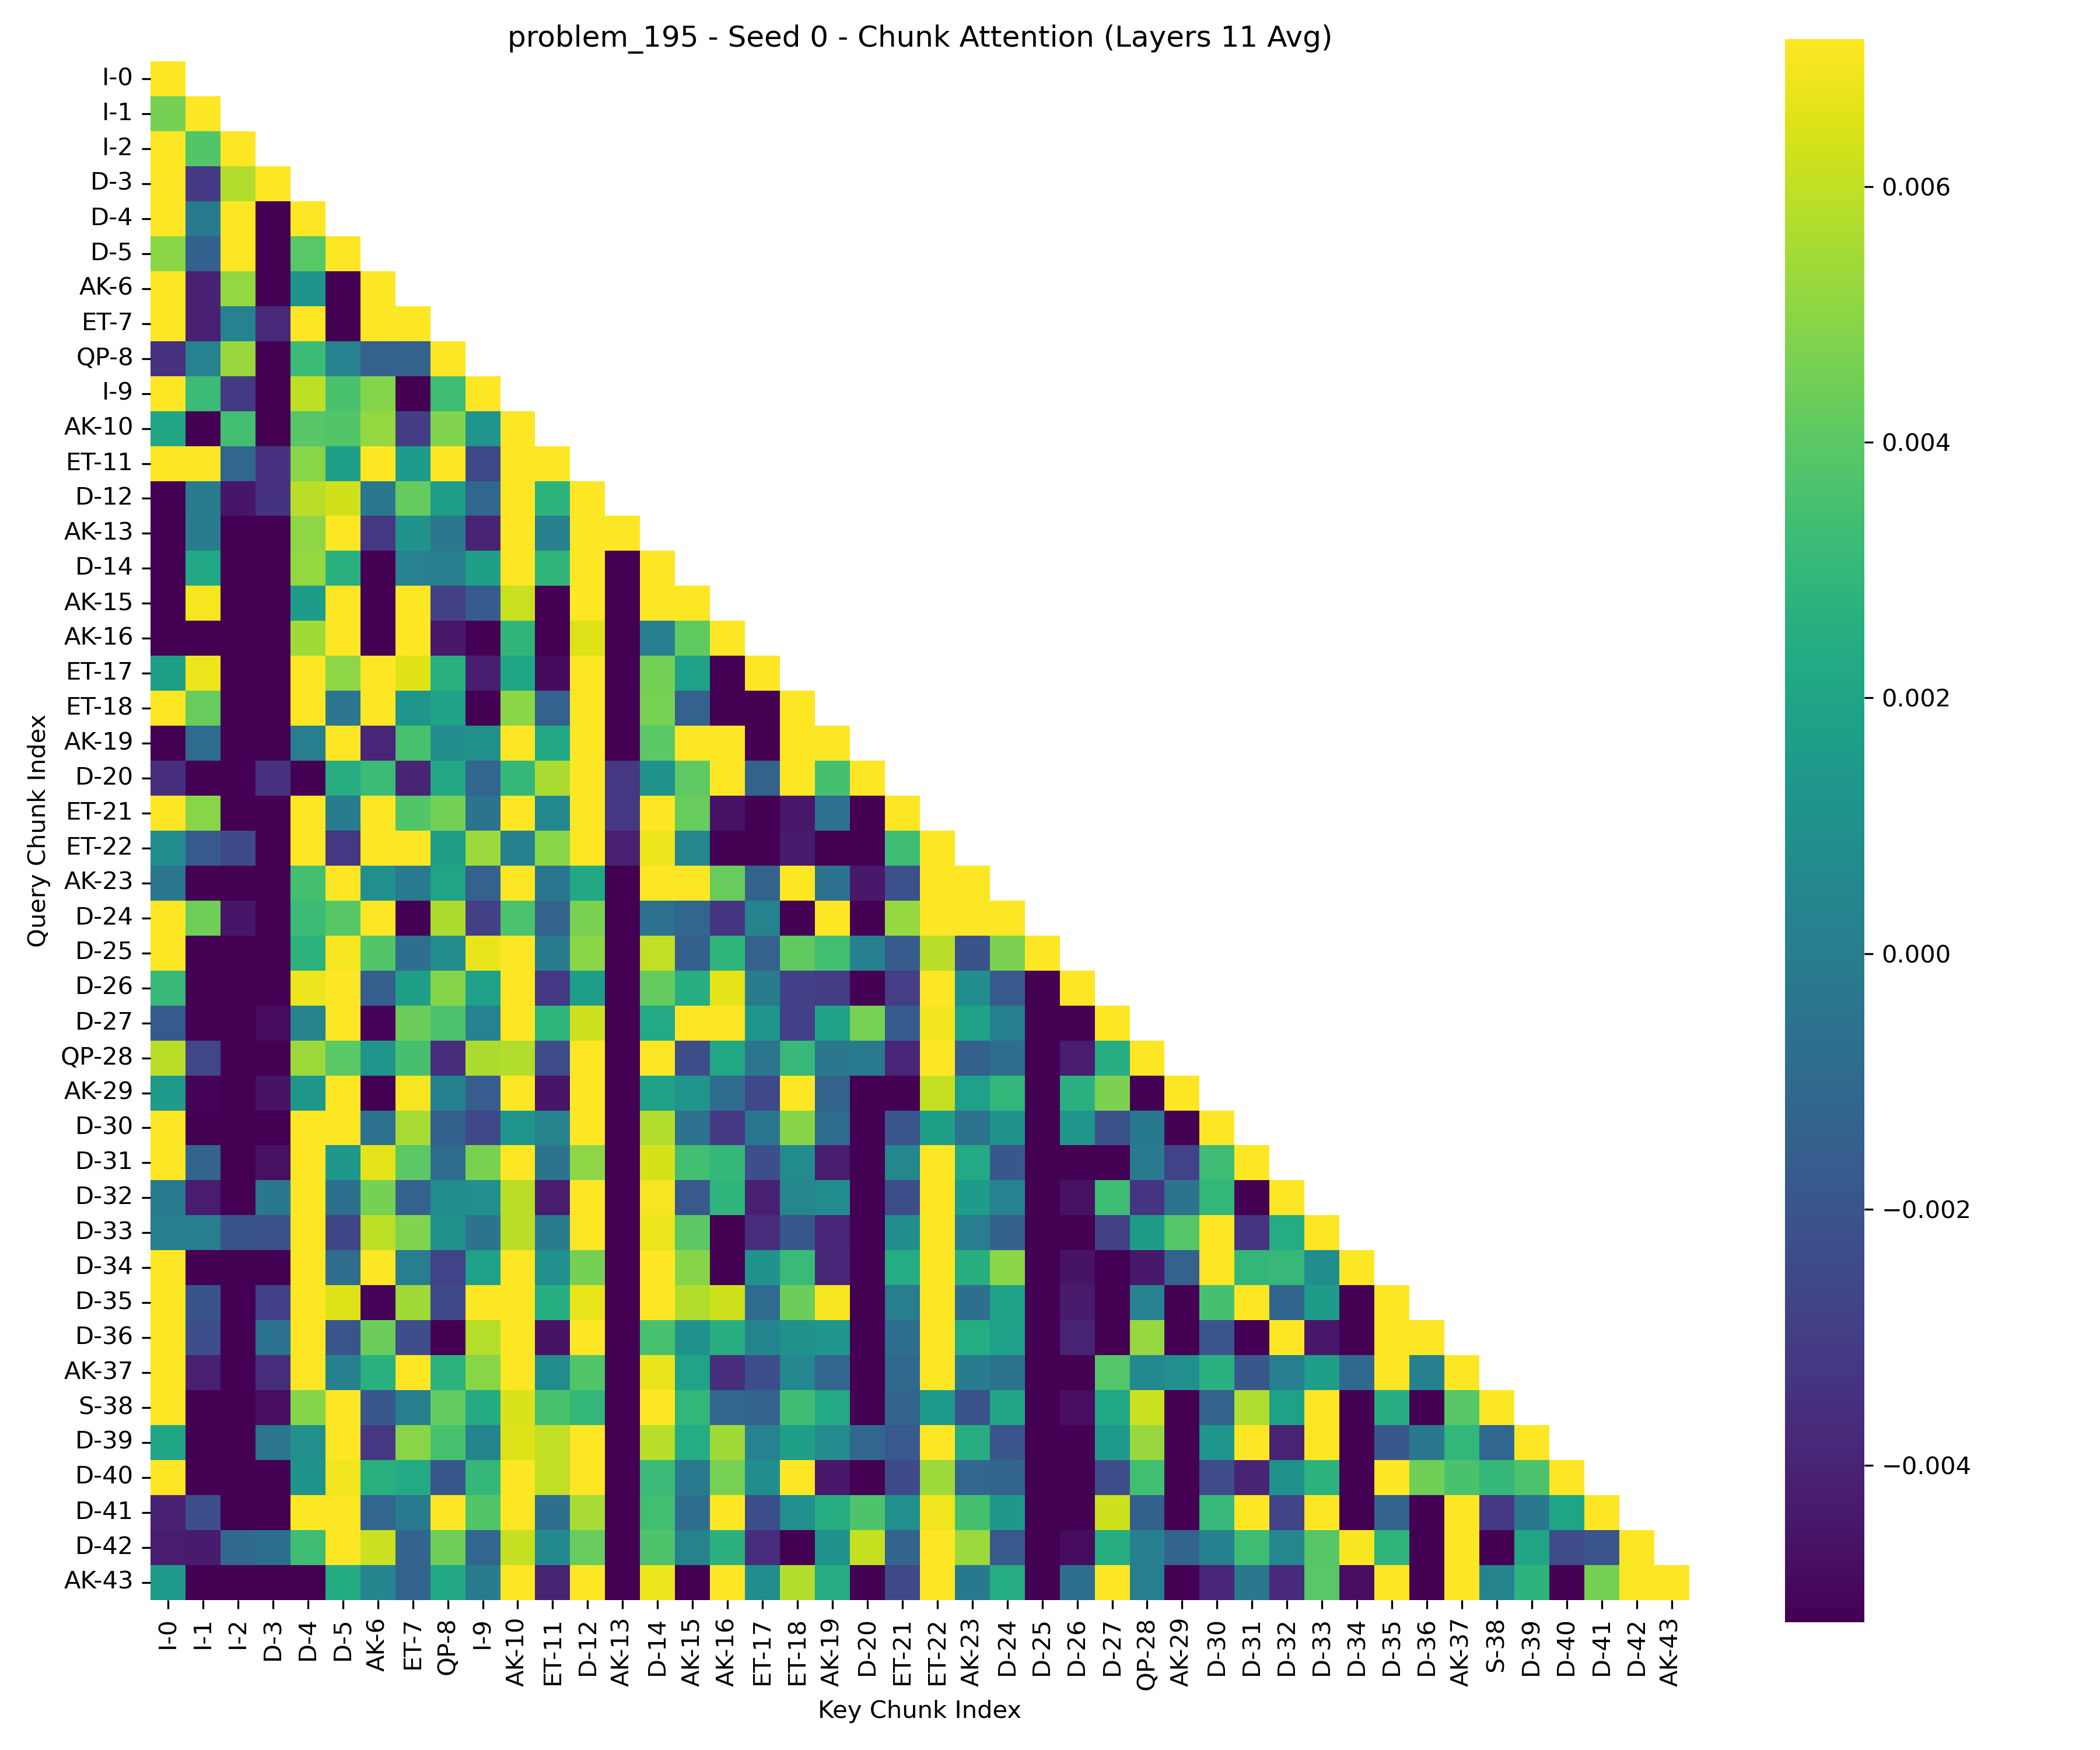 problem_195 - Seed 0 - Chunk Attention (Layers 11 Avg)
I-0
I-1
I-2
D-3
D-4
D-5
AK-6
ET-7
QP-8
I-9
AK-10
ET-11
D-12
AK-13
D-14
AK-15
AK-16
ET-17
ET-18
AK-19
D-20
ET-21
ET-22
AK-23
D-24
D-25
D-26
D-27
QP-28
AK-29
D-30
D-31
D-32
D-33
D-34
D-35
D-36
AK-37
S-38
D-39
D-40
D-41
D-42
AK-43
Query Chunk Index
I-0 I-1 I-2 D-3 D-4 D-5 AK-6 ET-7 QP-8 I-9 AK-10 ET-11 D-12 AK-13 D-14 AK-15 AK-16 ET-17 ET-18 AK-19 D-20 ET-21 ET-22 AK-23 D-24 D-25 D-26 D-27 QP-28 AK-29 D-30 D-31 D-32 D-33 D-34 D-35 D-36 AK-37 S-38 D-39 D-40 D-41 D-42 AK-43
Key Chunk Index
0.006
0.004
0.002
0.000
−0.002
−0.004